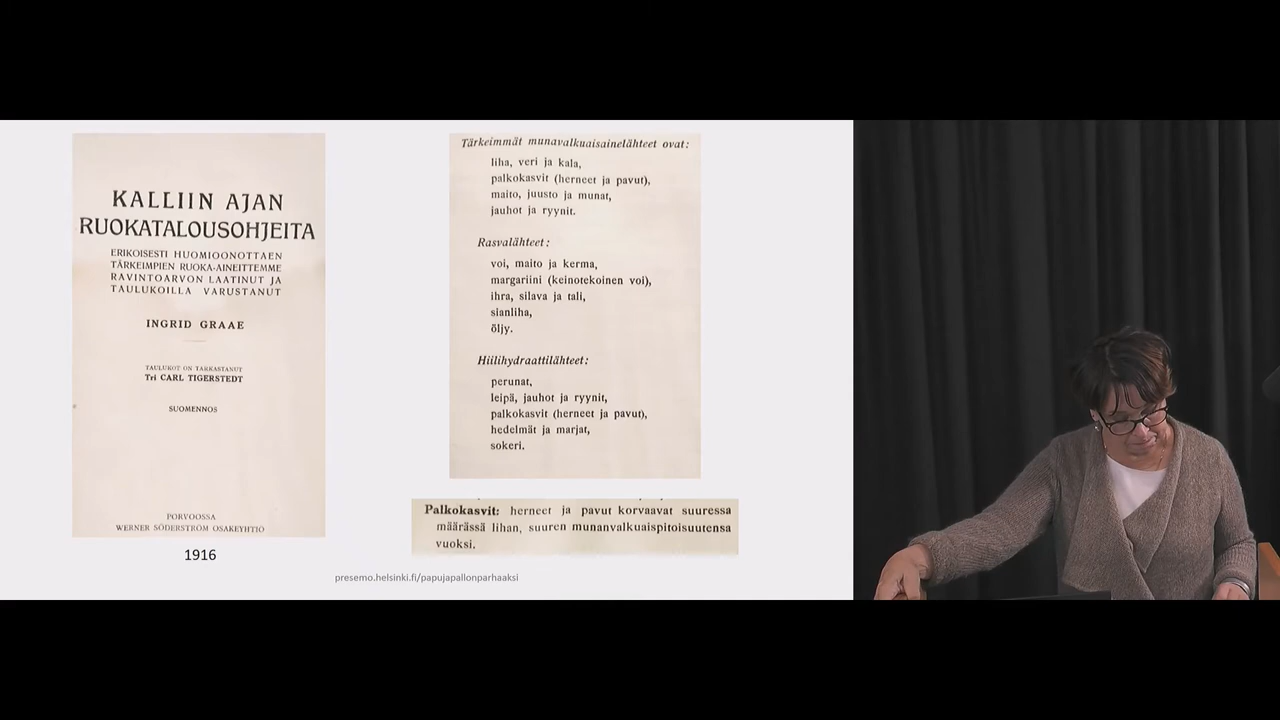 KALLIIN AJAN
RUOKATALOUSOHJEITA
ERIKOISESTI HUOMIOONOTTAEN
TÄRKEIMPIEN RUOKA-AINEITTEMME
RAVINTOARVON LAATINUT JA
TAULUKOILLA VARUSTANUT
INGRID GRAAE
TAULUKOT ON TARKASTANUT
Tri CARL TIGERSTEDT
SUOMENNOS
PORVOOSSA
WERNER SÖDERSTRÖM OSAKEYHTIÖ
1916
Tärkeimmät munavalkuaisainelähteet ovat:
liha, veri ja kala,
palkokasvit (herneet ja pavut),
maito, juusto ja munat,
jauhot ja ryynit.
Rasvalähteet:
voi, maito ja kerma,
margariini (keinotekoinen voi),
ihra, silava ja tali,
sianliha,
öljy.
Hiilihydraattilähteet:
perunat,
leipä, jauhot ja ryynit,
palkokasvit (herneet ja pavut),
hedelmät ja marjat,
sokeri.
Palkokasvit: herneet ja pavut korvaavat suuressa
määrässä lihan, suuren munanvalkuaispitoisuutensa
vuoksi.
presemo.helsinki.fi/papujapallonparhaaksi